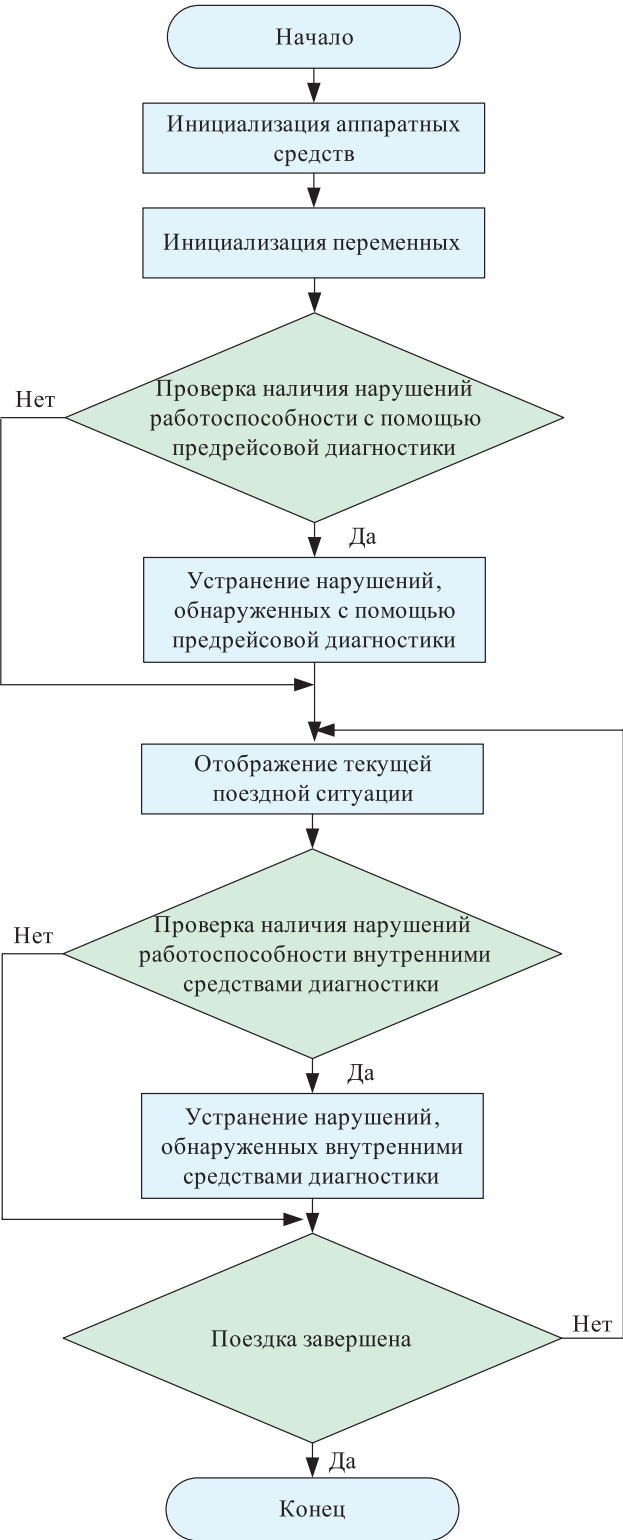 Начало
Инициализация аппаратных
средств
Инициализация переменных
Нет
Проверка наличия нарушений
работоспособности с помощью
предрейсовой диагностики
Да
Устранение нарушений,
обнаруженных с помощью
предрейсовой диагностики
Отображение текущей
поездной ситуации
Нет
Проверка наличия нарушений
работоспособности внутренними
средствами диагностики
Да
Устранение нарушений,
обнаруженных внутренними
средствами диагностики
Поездка завершена
Нет
Да
Конец